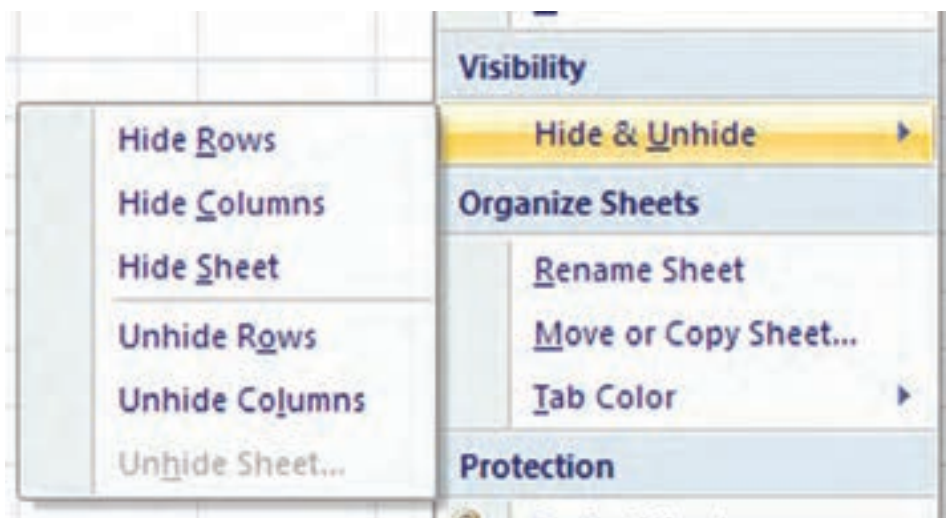 Visibility
Hide & Unhide
Hide Rows
Hide Columns
Hide Sheet
Unhide Rows
Unhide Columns
Unhide Sheet...
Organize Sheets
Rename Sheet
Move or Copy Sheet...
Tab Color
Protection